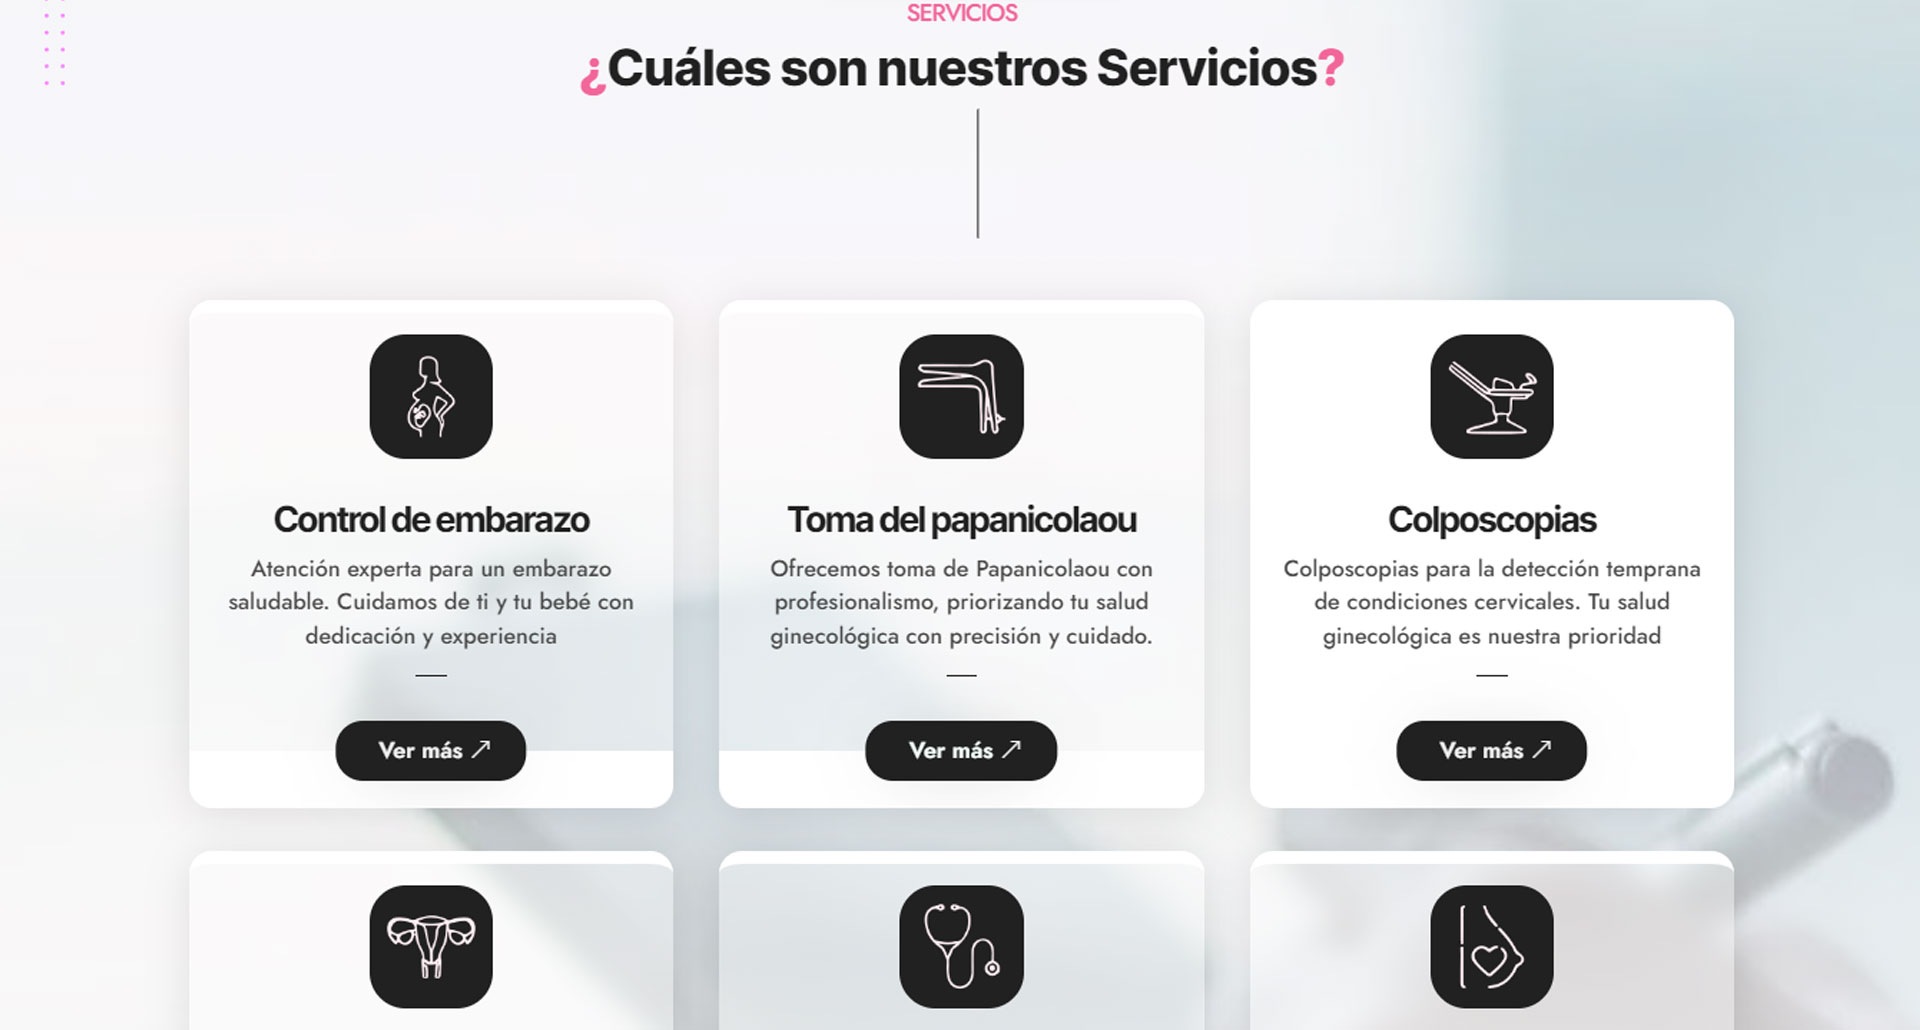 SERVICIOS
¿Cuáles son nuestros Servicios?
Control de embarazo
Atención experta para un embarazo
saludable. Cuidamos de ti y tu bebé con
dedicación y experiencia
Ver más
Toma del papanicolaou
Ofrecemos toma de Papanicolaou con
profesionalismo, priorizando tu salud
ginecológica con precisión y cuidado.
Ver más
Colposcopias
Colposcopias para la detección temprana
de condiciones cervicales. Tu salud
ginecológica es nuestra prioridad
Ver más